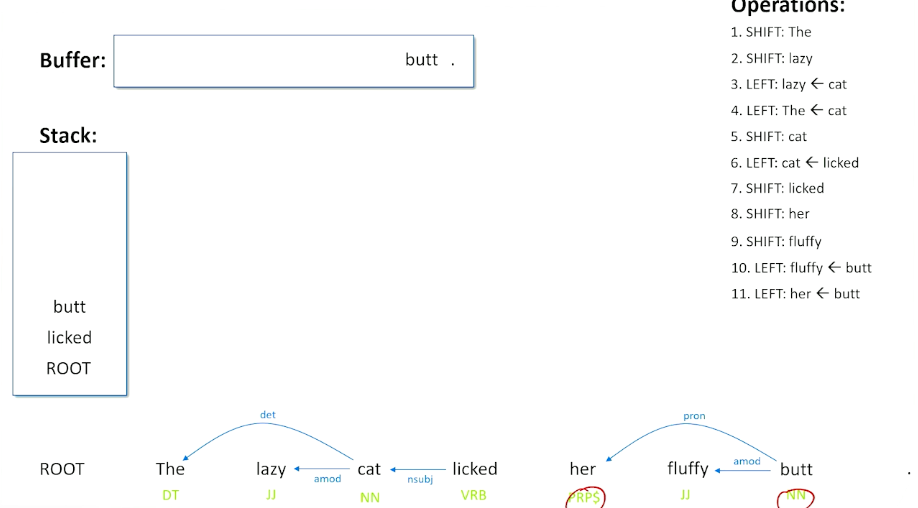 Operations:
1. SHIFT: The
2. SHIFT: lazy
3. LEFT: lazy ← cat
4. LEFT: The ← cat
5. SHIFT: cat
6. LEFT: cat ← licked
7. SHIFT: licked
8. SHIFT: her
9. SHIFT: fluffy
10. LEFT: fluffy ← butt
11. LEFT: her ← butt
Buffer:
butt .
Stack:
butt
licked
ROOT
det pron
amod nsubj amod
ROOT The lazy cat licked her fluffy butt .
DT JJ NN VRB PRP$ JJ NN